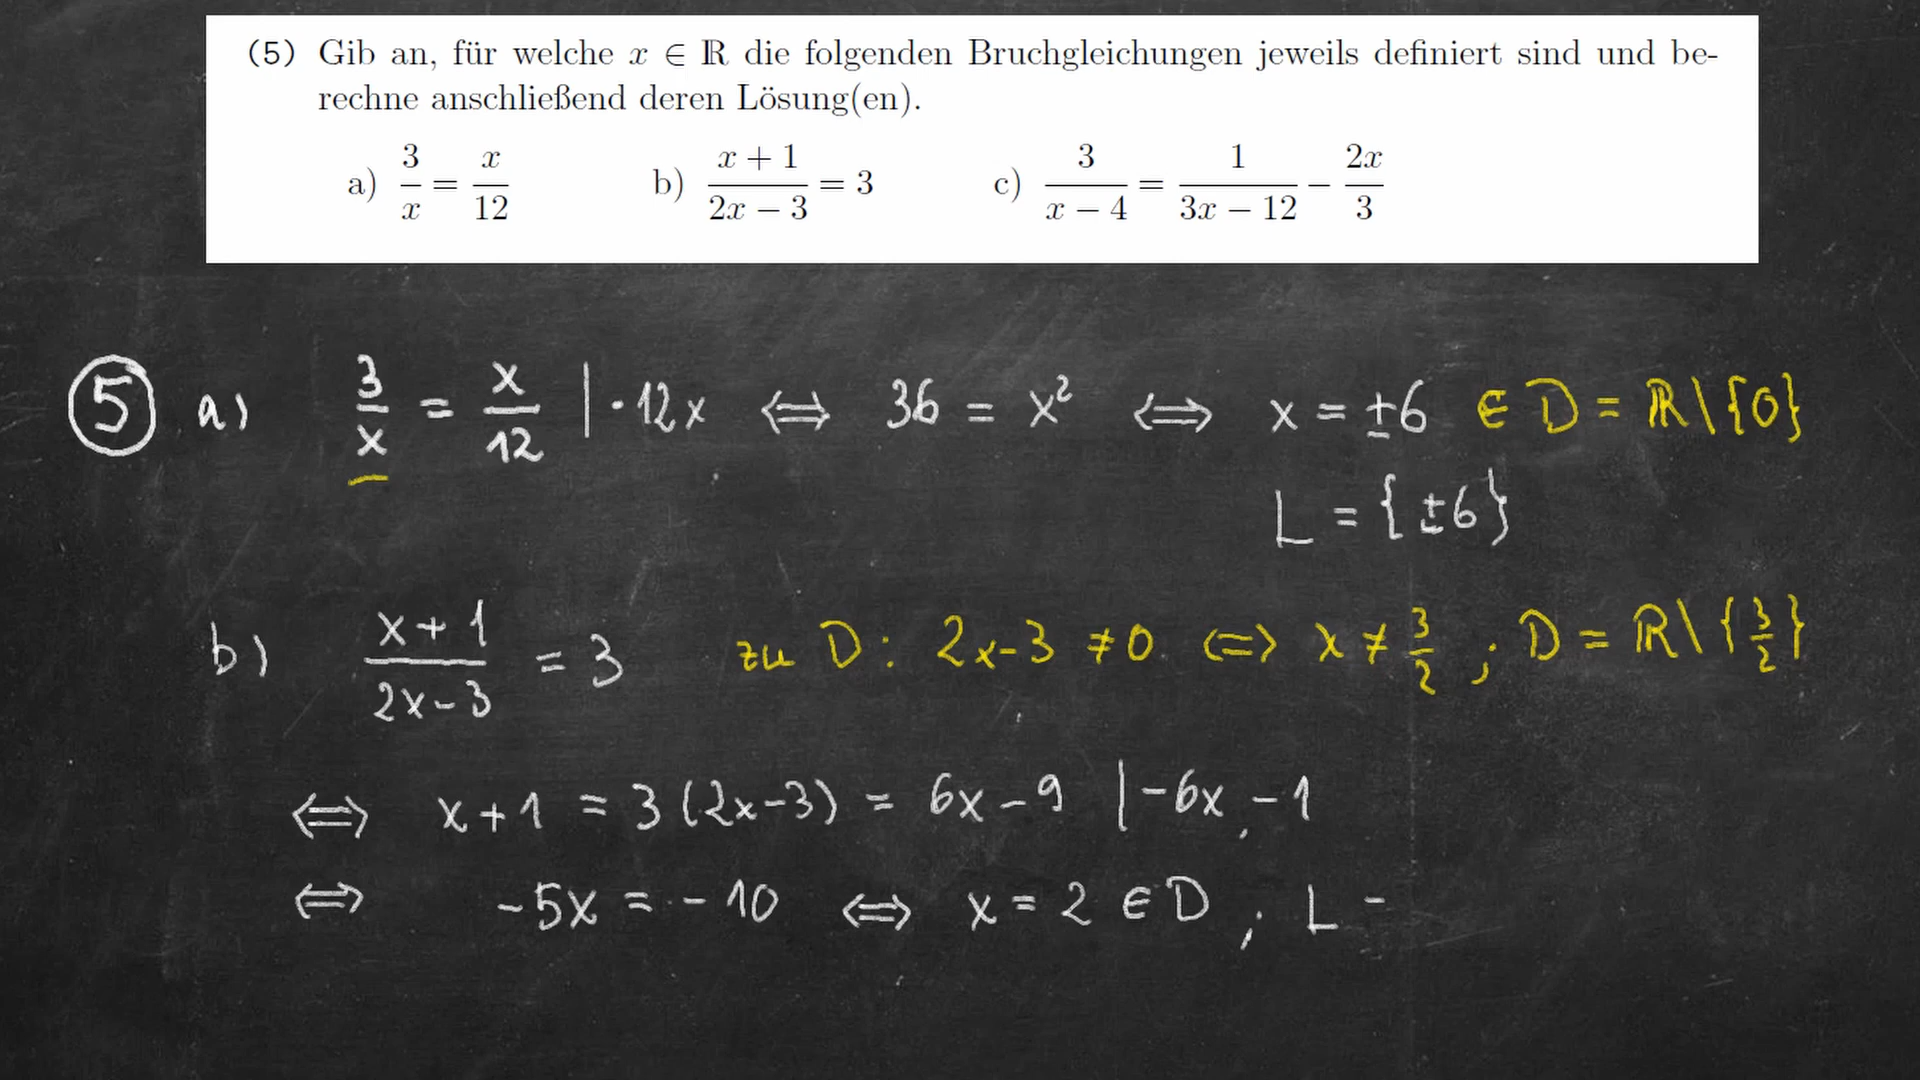 (5) Gib an, für welche x ∈ ℝ die folgenden Bruchgleichungen jeweils definiert sind und be-
rechne anschließend deren Lösung(en).
a) 3/x = x/12 b) (x + 1)/(2x − 3) = 3 c) 3/(x − 4) = 1/(3x − 12) − 2x/3
⑤ a) 3/x = x/12 | · 12x ⇔ 36 = x² ⇔ x = ±6 ∈ D = ℝ \ {0}
L = {±6}
b) (x + 1)/(2x − 3) = 3 zu D: 2x − 3 ≠ 0 ⇔ x ≠ 3/2 ; D = ℝ \ {3/2}
⇔ x + 1 = 3 (2x − 3) = 6x − 9 | − 6x, − 1
⇔ −5x = −10 ⇔ x = 2 ∈ D ; L −